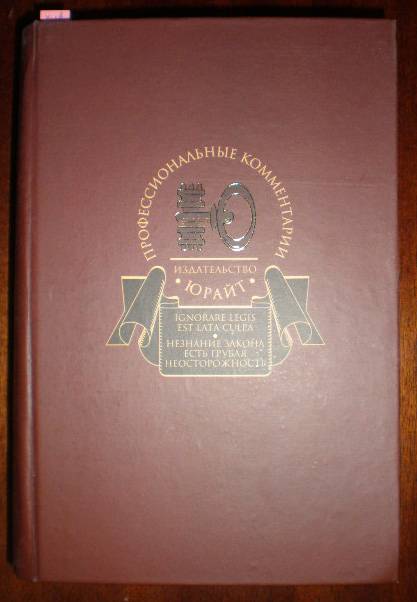 ПРОФЕССИОНАЛЬНЫЕ КОММЕНТАРИИ
ИЗДАТЕЛЬСТВО
• ЮРАЙТ •
IGNORARE LEGIS
EST LATA CULPA
•
НЕЗНАНИЕ ЗАКОНА
ЕСТЬ ГРУБАЯ
НЕОСТОРОЖНОСТЬ